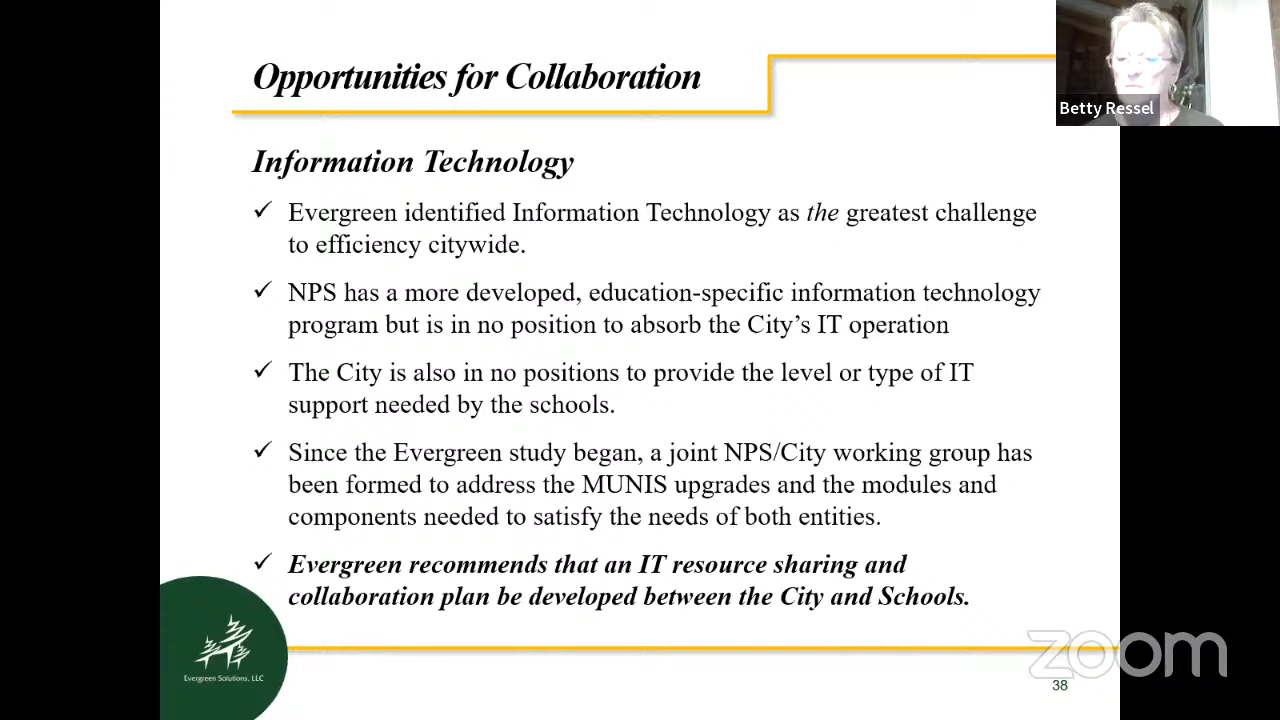 Opportunities for Collaboration
Betty Ressel
Information Technology
✓ Evergreen identified Information Technology as the greatest challenge
to efficiency citywide.
✓ NPS has a more developed, education-specific information technology
program but is in no position to absorb the City’s IT operation
✓ The City is also in no positions to provide the level or type of IT
support needed by the schools.
✓ Since the Evergreen study began, a joint NPS/City working group has
been formed to address the MUNIS upgrades and the modules and
components needed to satisfy the needs of both entities.
✓ Evergreen recommends that an IT resource sharing and
collaboration plan be developed between the City and Schools.
Evergreen Solutions, LLC
zoom
38